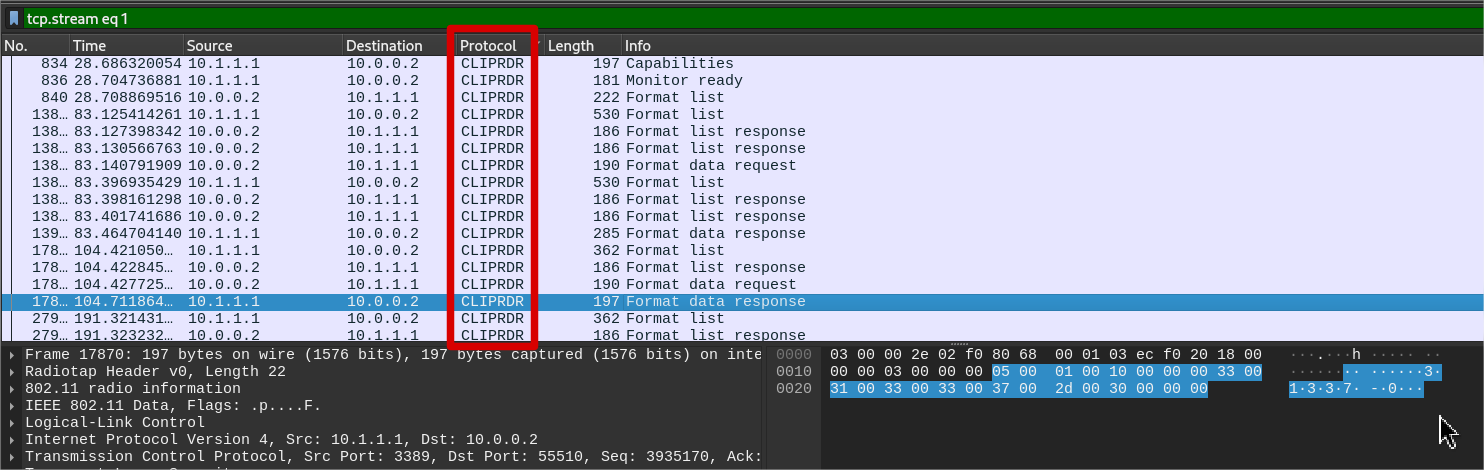 tcp.stream eq 1
No. Time Source Destination Protocol Length Info
834 28.686320054 10.1.1.1 10.0.0.2 CLIPRDR 197 Capabilities
836 28.704736881 10.1.1.1 10.0.0.2 CLIPRDR 181 Monitor ready
840 28.708869516 10.0.0.2 10.1.1.1 CLIPRDR 222 Format list
138… 83.125414261 10.1.1.1 10.0.0.2 CLIPRDR 530 Format list
138… 83.127398342 10.0.0.2 10.1.1.1 CLIPRDR 186 Format list response
138… 83.130566763 10.0.0.2 10.1.1.1 CLIPRDR 186 Format list response
138… 83.140791909 10.0.0.2 10.1.1.1 CLIPRDR 190 Format data request
138… 83.396935429 10.1.1.1 10.0.0.2 CLIPRDR 530 Format list
138… 83.398161298 10.0.0.2 10.1.1.1 CLIPRDR 186 Format list response
138… 83.401741686 10.0.0.2 10.1.1.1 CLIPRDR 186 Format list response
139… 83.464704140 10.1.1.1 10.0.0.2 CLIPRDR 285 Format data response
178… 104.421050… 10.1.1.1 10.0.0.2 CLIPRDR 362 Format list
178… 104.422845… 10.0.0.2 10.1.1.1 CLIPRDR 186 Format list response
178… 104.427725… 10.0.0.2 10.1.1.1 CLIPRDR 190 Format data request
178… 104.711864… 10.1.1.1 10.0.0.2 CLIPRDR 197 Format data response
279… 191.321431… 10.1.1.1 10.0.0.2 CLIPRDR 362 Format list
279… 191.323232… 10.0.0.2 10.1.1.1 CLIPRDR 186 Format list response
Frame 17870: 197 bytes on wire (1576 bits), 197 bytes captured (1576 bits) on inte
Radiotap Header v0, Length 22
802.11 radio information
IEEE 802.11 Data, Flags: .p....F.
Logical-Link Control
Internet Protocol Version 4, Src: 10.1.1.1, Dst: 10.0.0.2
Transmission Control Protocol, Src Port: 3389, Dst Port: 55510, Seq: 3935170, Ack:
0000 03 00 00 2e 02 f0 80 68 00 01 03 ec f0 20 18 00 ···.···h ····· ··
0010 00 00 03 00 00 00 05 00 01 00 10 00 00 00 33 00 ········ ······3·
0020 31 00 33 00 33 00 37 00 2d 00 30 00 00 00 1·3·3·7· -·0···